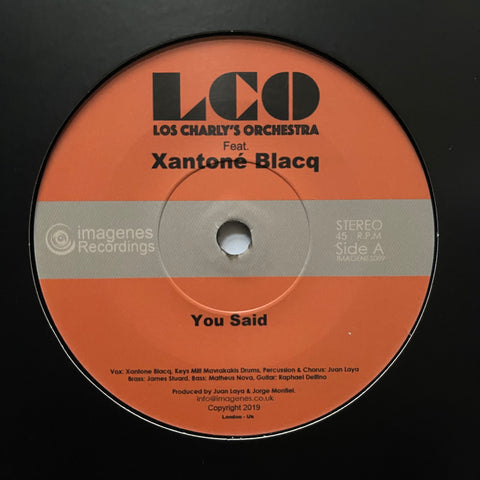 LCO
LOS CHARLY'S ORCHESTRA
Feat.
Xantoné Blacq
imagenes
Recordings
STEREO
45 R.P.M
Side A
IMAGENES089
You Said
Vox: Xantone Blacq, Keys Milt Mavrakakis Drums, Percussion & Chorus: Juan Laya
Brass: James Stuard, Bass: Matheus Nova, Guitar: Raphael Delfino
Produced by Juan Laya & Jorge Montiel.
info@imagenes.co.uk
Copyright 2019
London - Uk